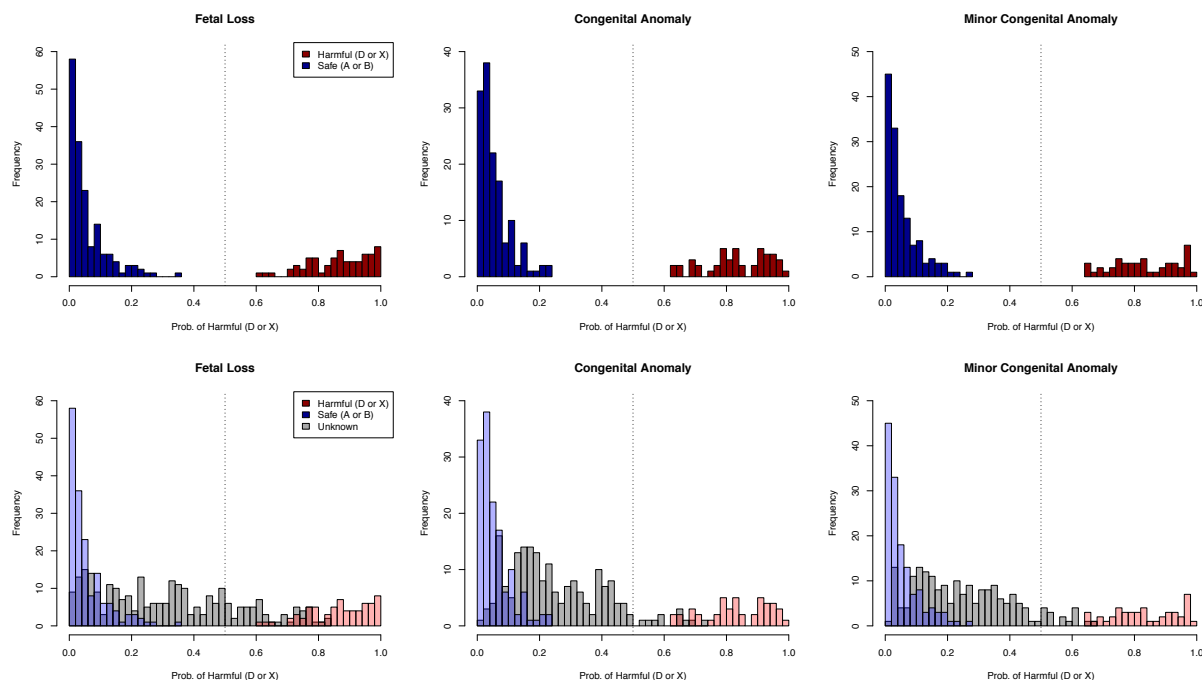 Fetal Loss
60
50
40
30
20
10
0
Frequency
0.0 0.2 0.4 0.6 0.8 1.0
Prob. of Harmful (D or X)
Harmful (D or X)
Safe (A or B)
Congenital Anomaly
40
30
20
10
0
Frequency
0.0 0.2 0.4 0.6 0.8 1.0
Prob. of Harmful (D or X)
Minor Congenital Anomaly
50
40
30
20
10
0
Frequency
0.0 0.2 0.4 0.6 0.8 1.0
Prob. of Harmful (D or X)
Fetal Loss
60
50
40
30
20
10
0
Frequency
0.0 0.2 0.4 0.6 0.8 1.0
Prob. of Harmful (D or X)
Harmful (D or X)
Safe (A or B)
Unknown
Congenital Anomaly
40
30
20
10
0
Frequency
0.0 0.2 0.4 0.6 0.8 1.0
Prob. of Harmful (D or X)
Minor Congenital Anomaly
50
40
30
20
10
0
Frequency
0.0 0.2 0.4 0.6 0.8 1.0
Prob. of Harmful (D or X)